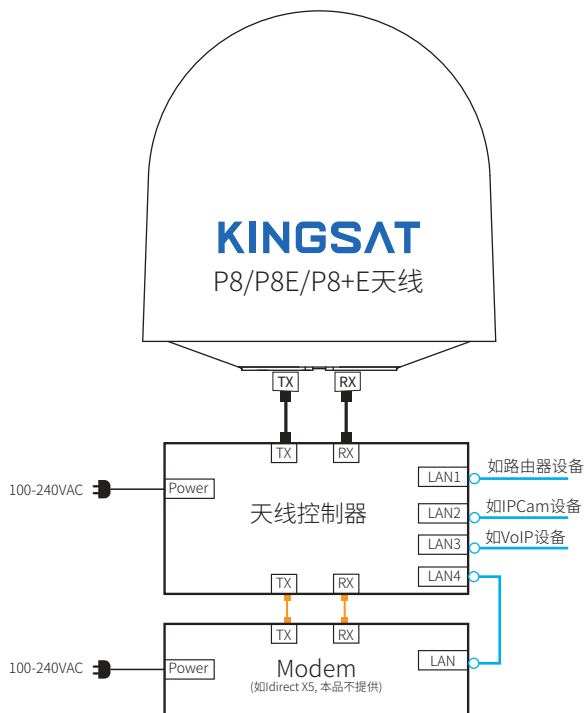 KINGSAT
P8/P8E/P8+E天线
TX
RX
TX
RX
100-240VAC
Power
天线控制器
LAN1
如路由器设备
LAN2
如IPCam设备
LAN3
如VoIP设备
LAN4
TX
RX
TX
RX
100-240VAC
Power
Modem
(如Idirect X5, 本品不提供)
LAN